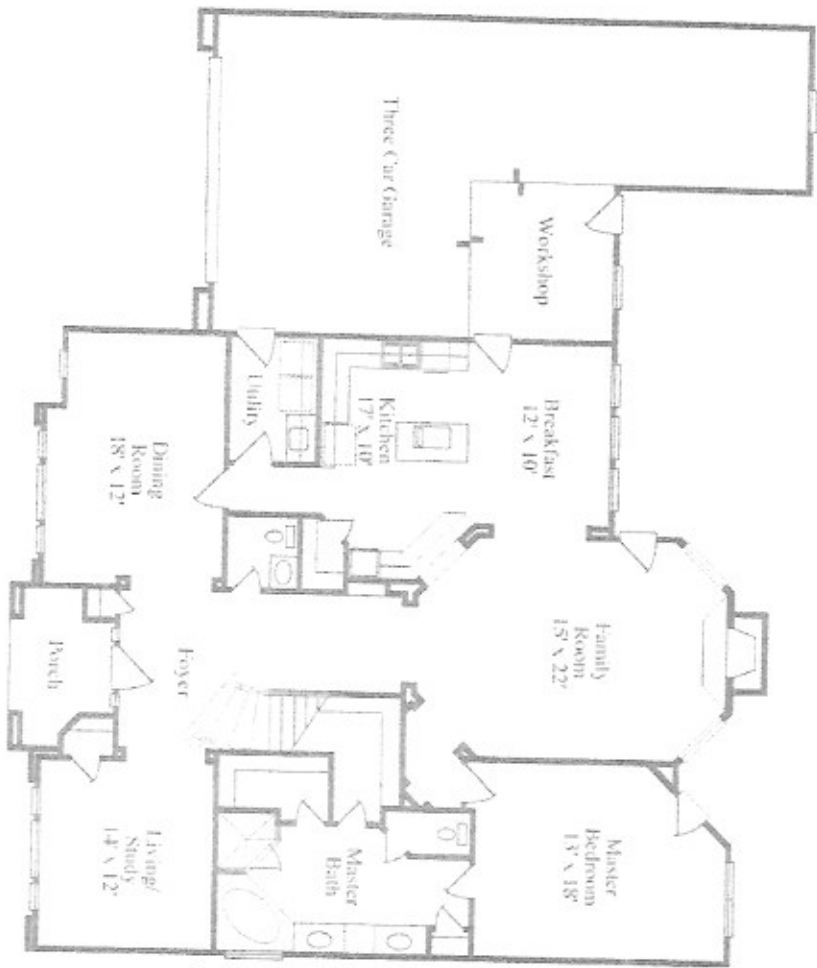 Family
Room
15' x 22'
Master
Bedroom
13' x 18'
Workshop
Breakfast
12' x 10'
Three Car Garage
Kitchen
17' x 10'
Master
Bath
Utility
Foyer
Dining
Room
18' x 12'
Living/
Study
14' x 12'
Porch